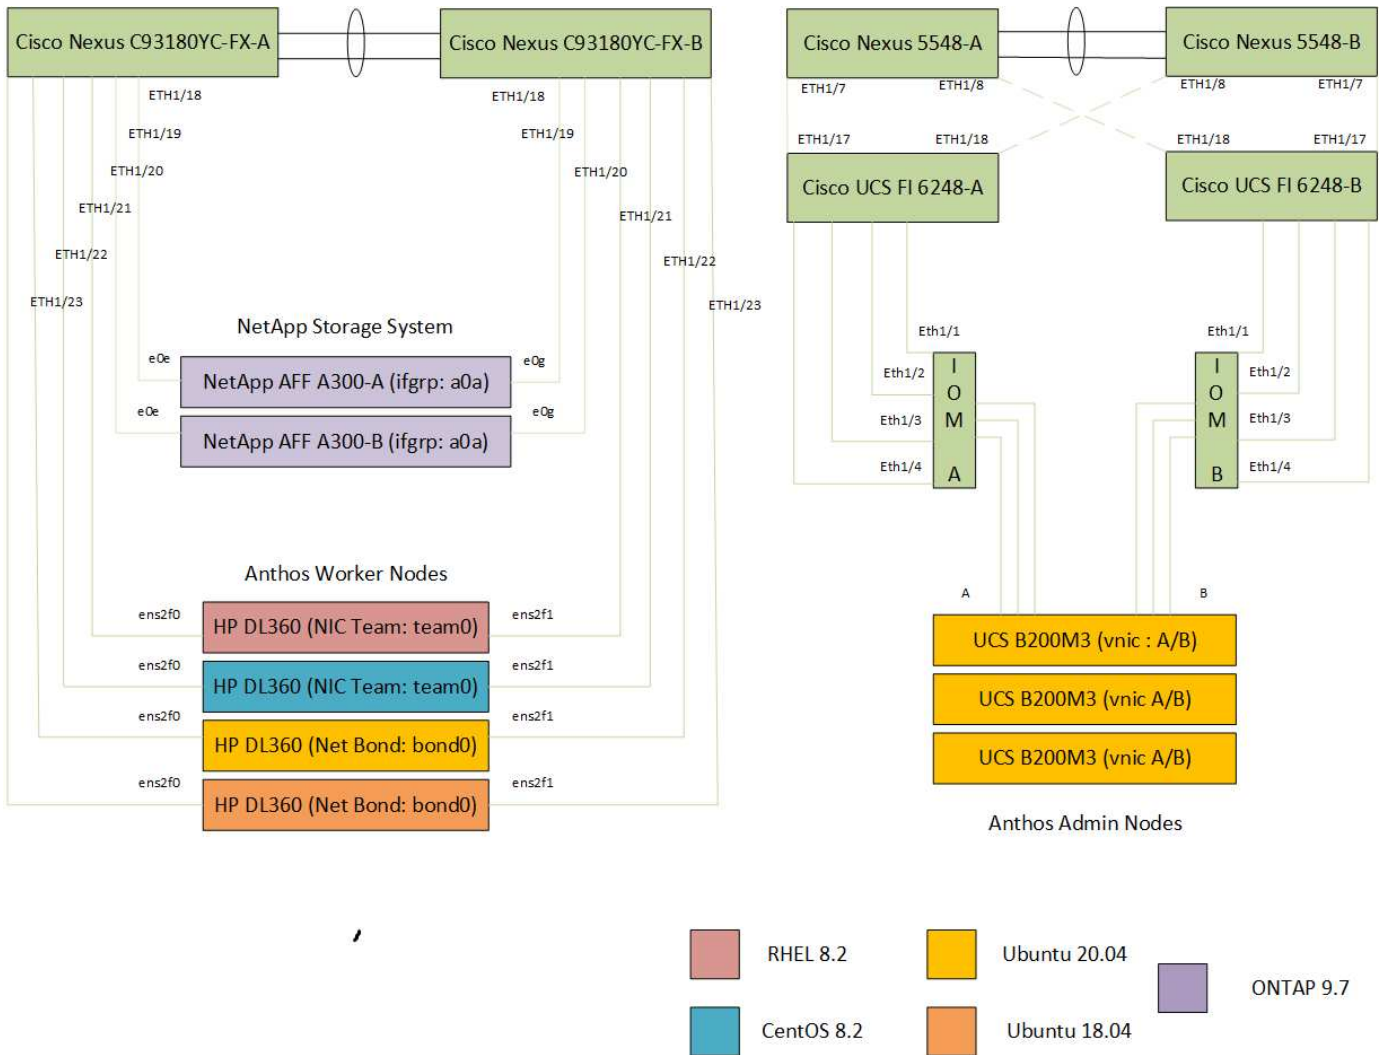 Cisco Nexus C93180YC-FX-A
Cisco Nexus C93180YC-FX-B
ETH1/18
ETH1/19
ETH1/20
ETH1/21
ETH1/22
ETH1/23
ETH1/18
ETH1/19
ETH1/20
ETH1/21
ETH1/22
ETH1/23
NetApp Storage System
e0e
NetApp AFF A300-A (ifgrp: a0a)
e0g
e0e
NetApp AFF A300-B (ifgrp: a0a)
e0g
Anthos Worker Nodes
ens2f0
HP DL360 (NIC Team: team0)
ens2f1
ens2f0
HP DL360 (NIC Team: team0)
ens2f1
ens2f0
HP DL360 (Net Bond: bond0)
ens2f1
ens2f0
HP DL360 (Net Bond: bond0)
ens2f1
Cisco Nexus 5548-A
Cisco Nexus 5548-B
ETH1/7
ETH1/8
ETH1/8
ETH1/7
ETH1/17
ETH1/18
ETH1/18
ETH1/17
Cisco UCS FI 6248-A
Cisco UCS FI 6248-B
Eth1/1
Eth1/2
Eth1/3
Eth1/4
I
O
M
A
Eth1/1
Eth1/2
Eth1/3
Eth1/4
I
O
M
B
A
B
UCS B200M3 (vnic : A/B)
UCS B200M3 (vnic A/B)
UCS B200M3 (vnic A/B)
Anthos Admin Nodes
RHEL 8.2
Ubuntu 20.04
ONTAP 9.7
CentOS 8.2
Ubuntu 18.04